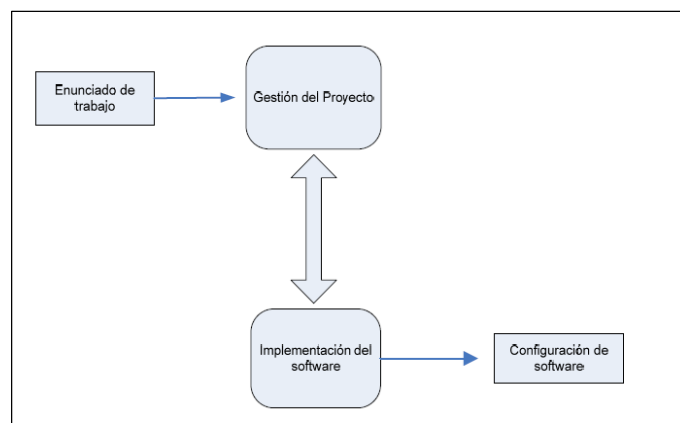 Enunciado de
trabajo
Gestión del Proyecto
Implementación del
software
Configuración de
software